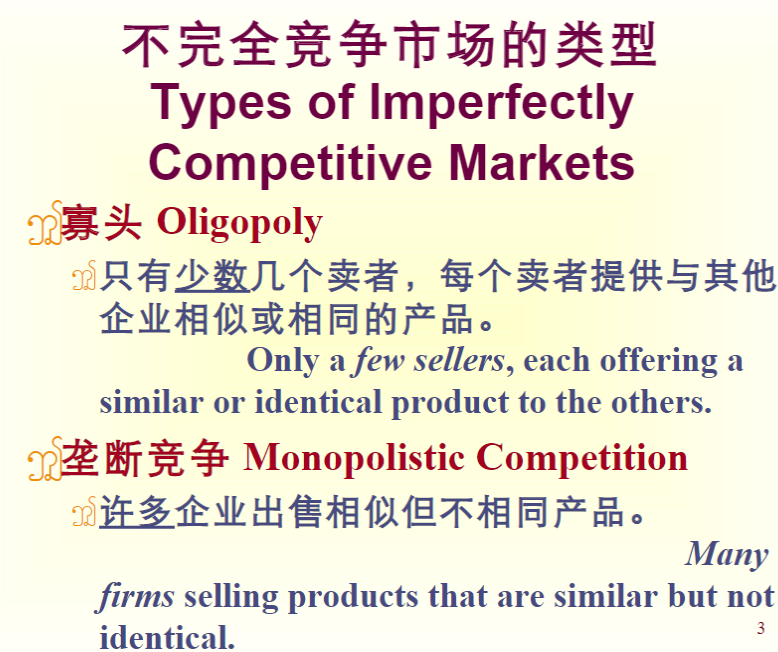 不完全竞争市场的类型
Types of Imperfectly
Competitive Markets
寡头 Oligopoly
只有少数几个卖者，每个卖者提供与其他
企业相似或相同的产品。
Only a few sellers, each offering a
similar or identical product to the others.
垄断竞争 Monopolistic Competition
许多企业出售相似但不相同产品。
Many
firms selling products that are similar but not
identical.
3